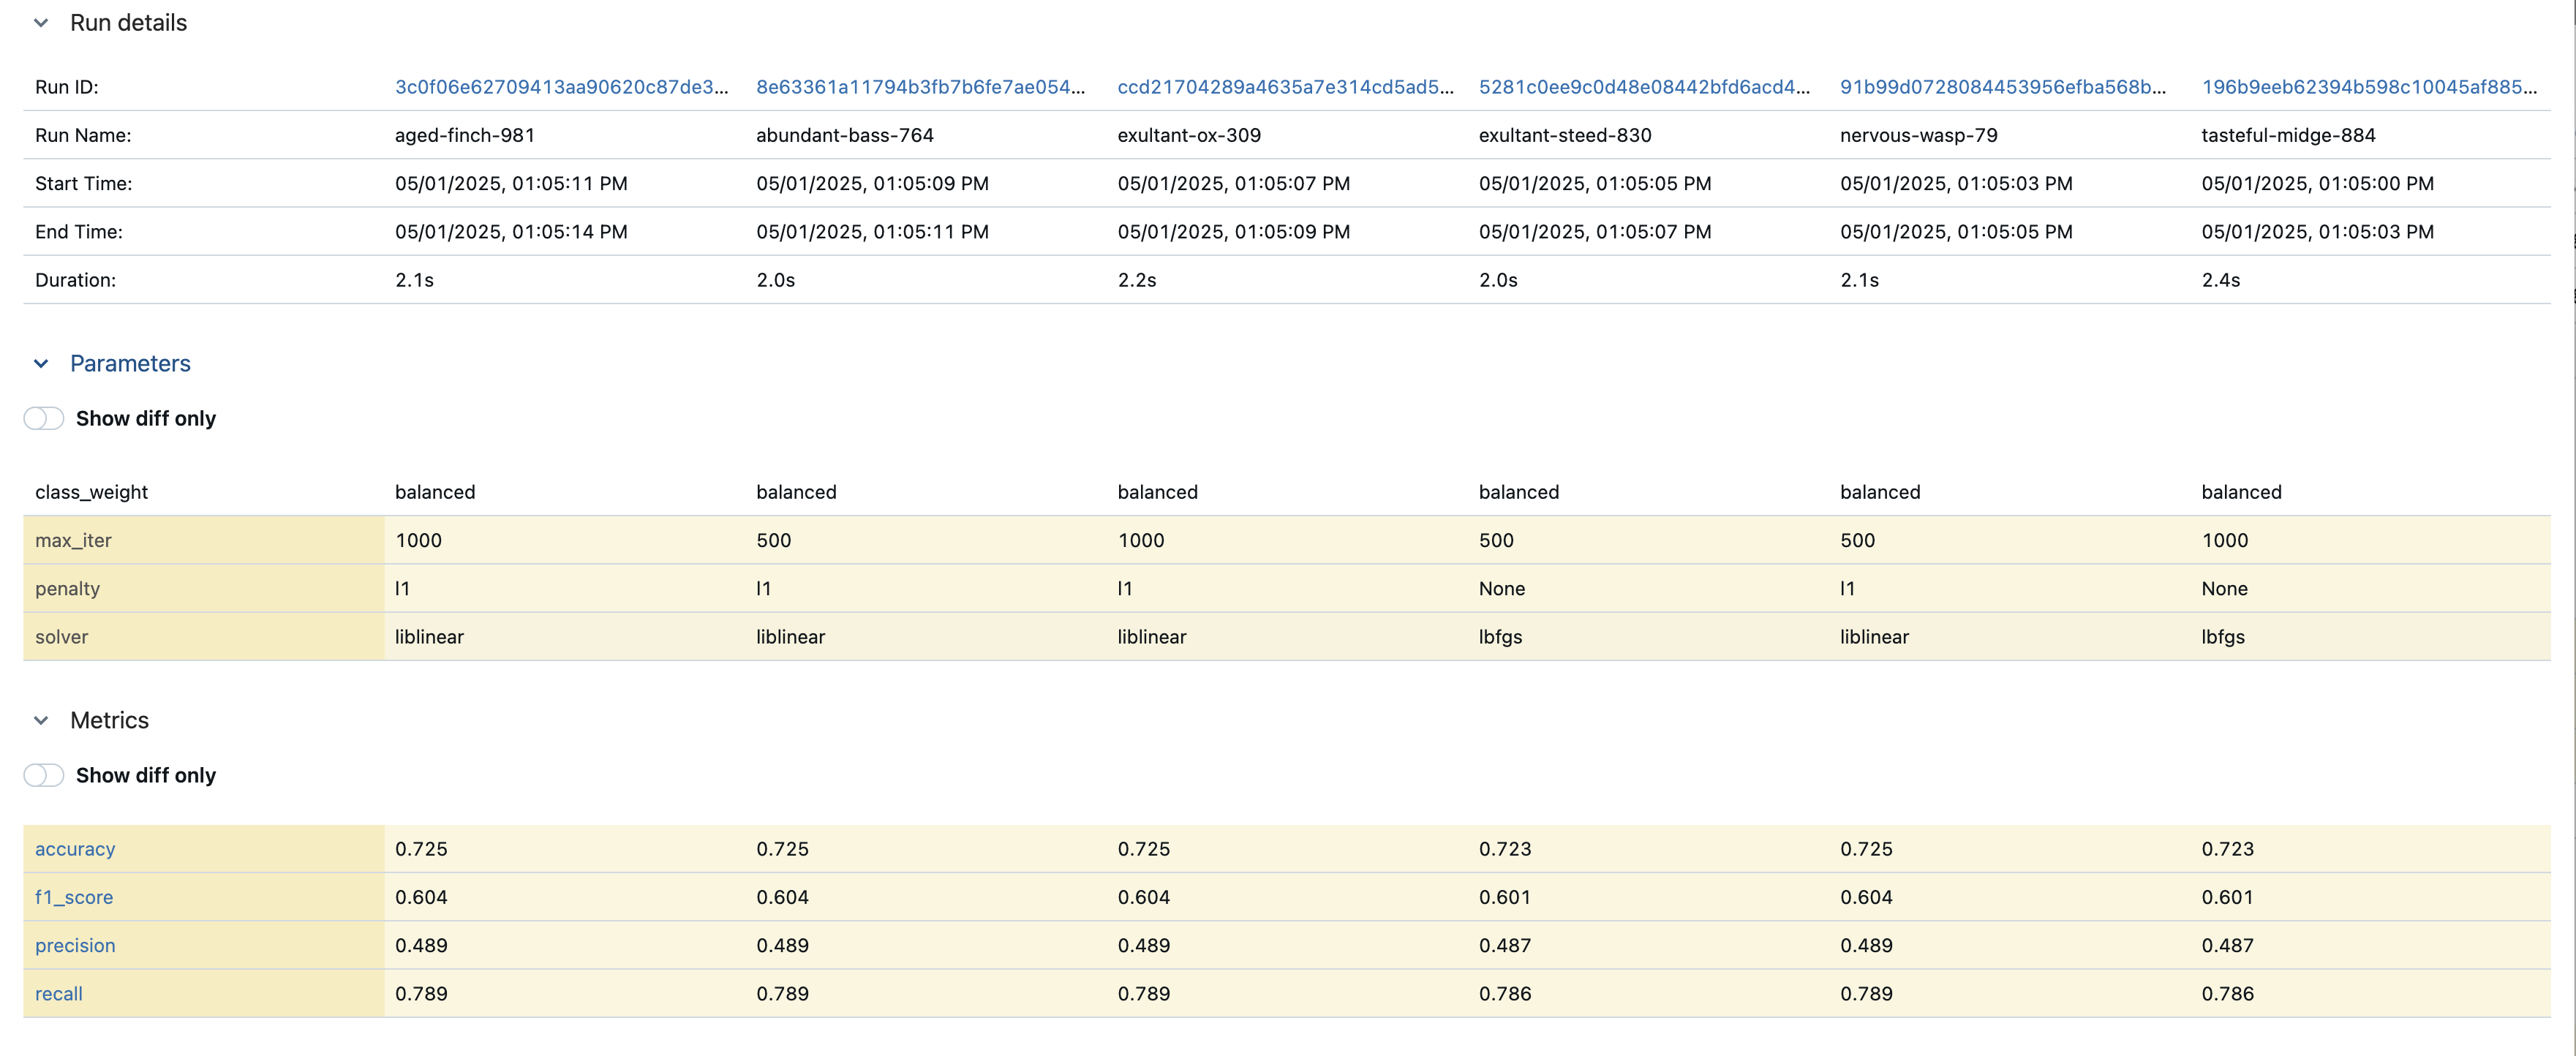 Run details
Run ID: 3c0f06e62709413aa90620c87de3... 8e63361a11794b3fb7b6fe7ae054... ccd21704289a4635a7e314cd5ad5... 5281c0ee9c0d48e08442bfd6acd4... 91b99d0728084453956efba568b... 196b9eeb62394b598c10045af885...
Run Name: aged-finch-981 abundant-bass-764 exultant-ox-309 exultant-steed-830 nervous-wasp-79 tasteful-midge-884
Start Time: 05/01/2025, 01:05:11 PM 05/01/2025, 01:05:09 PM 05/01/2025, 01:05:07 PM 05/01/2025, 01:05:05 PM 05/01/2025, 01:05:03 PM 05/01/2025, 01:05:00 PM
End Time: 05/01/2025, 01:05:14 PM 05/01/2025, 01:05:11 PM 05/01/2025, 01:05:09 PM 05/01/2025, 01:05:07 PM 05/01/2025, 01:05:05 PM 05/01/2025, 01:05:03 PM
Duration: 2.1s 2.0s 2.2s 2.0s 2.1s 2.4s
Parameters
Show diff only
class_weight balanced balanced balanced balanced balanced balanced
max_iter 1000 500 1000 500 500 1000
penalty l1 l1 l1 None l1 None
solver liblinear liblinear liblinear lbfgs liblinear lbfgs
Metrics
Show diff only
accuracy 0.725 0.725 0.725 0.723 0.725 0.723
f1_score 0.604 0.604 0.604 0.601 0.604 0.601
precision 0.489 0.489 0.489 0.487 0.489 0.487
recall 0.789 0.789 0.789 0.786 0.789 0.786